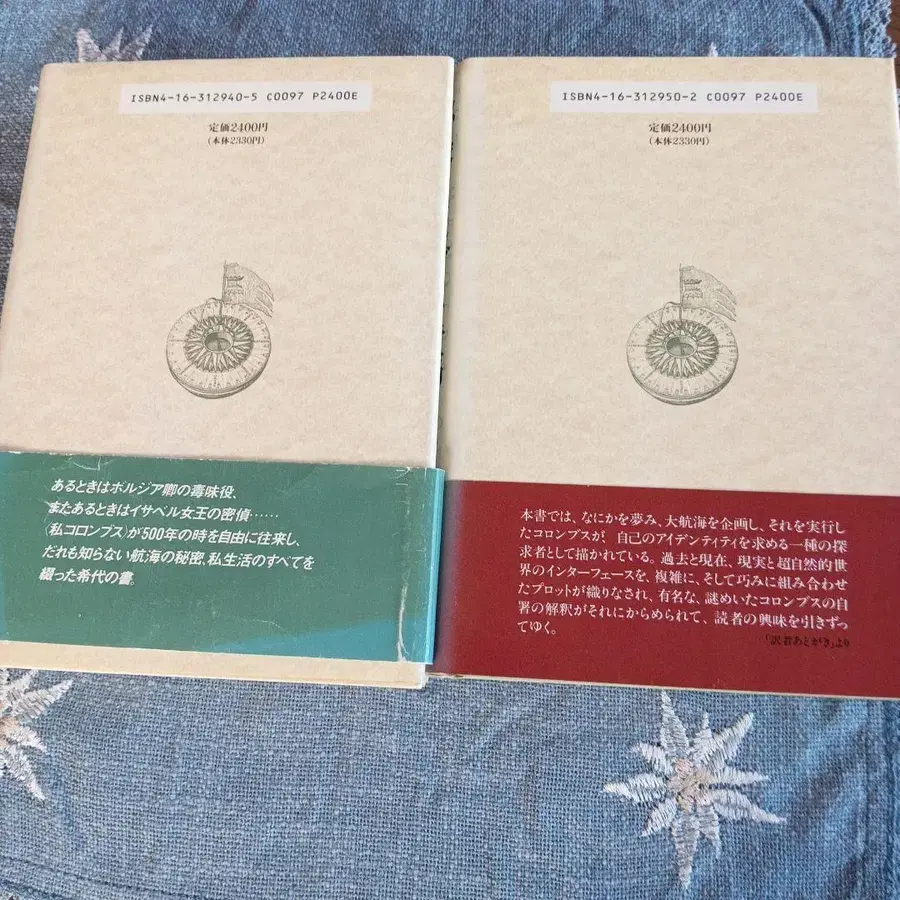 ISBN4-16-312940-5 C0097 P2400E
定価2400円
(本体2330円)
あるときはボルジア卿の毒味役、
またあるときはイサベル女王の密偵……
〈私コロンブス〉が500年の時を自由に往来し、
だれも知らない航海の秘密、私生活のすべてを
綴った希代の書。
ISBN4-16-312950-2 C0097 P2400E
定価2400円
(本体2330円)
本書では、なにかを夢み、大航海を企画し、それを実行し
たコロンブスが 自己のアイデンティティを求める一種の探
求者として描かれている。過去と現在、現実と超自然的世
界のインターフェースを、複雑に、そして巧みに組み合わせ
たプロットが織りなされ、有名な、謎めいたコロンブスの自
署の解釈がそれにからめられて、読者の興味を引きずっ
てゆく。
「訳者あとがき」より